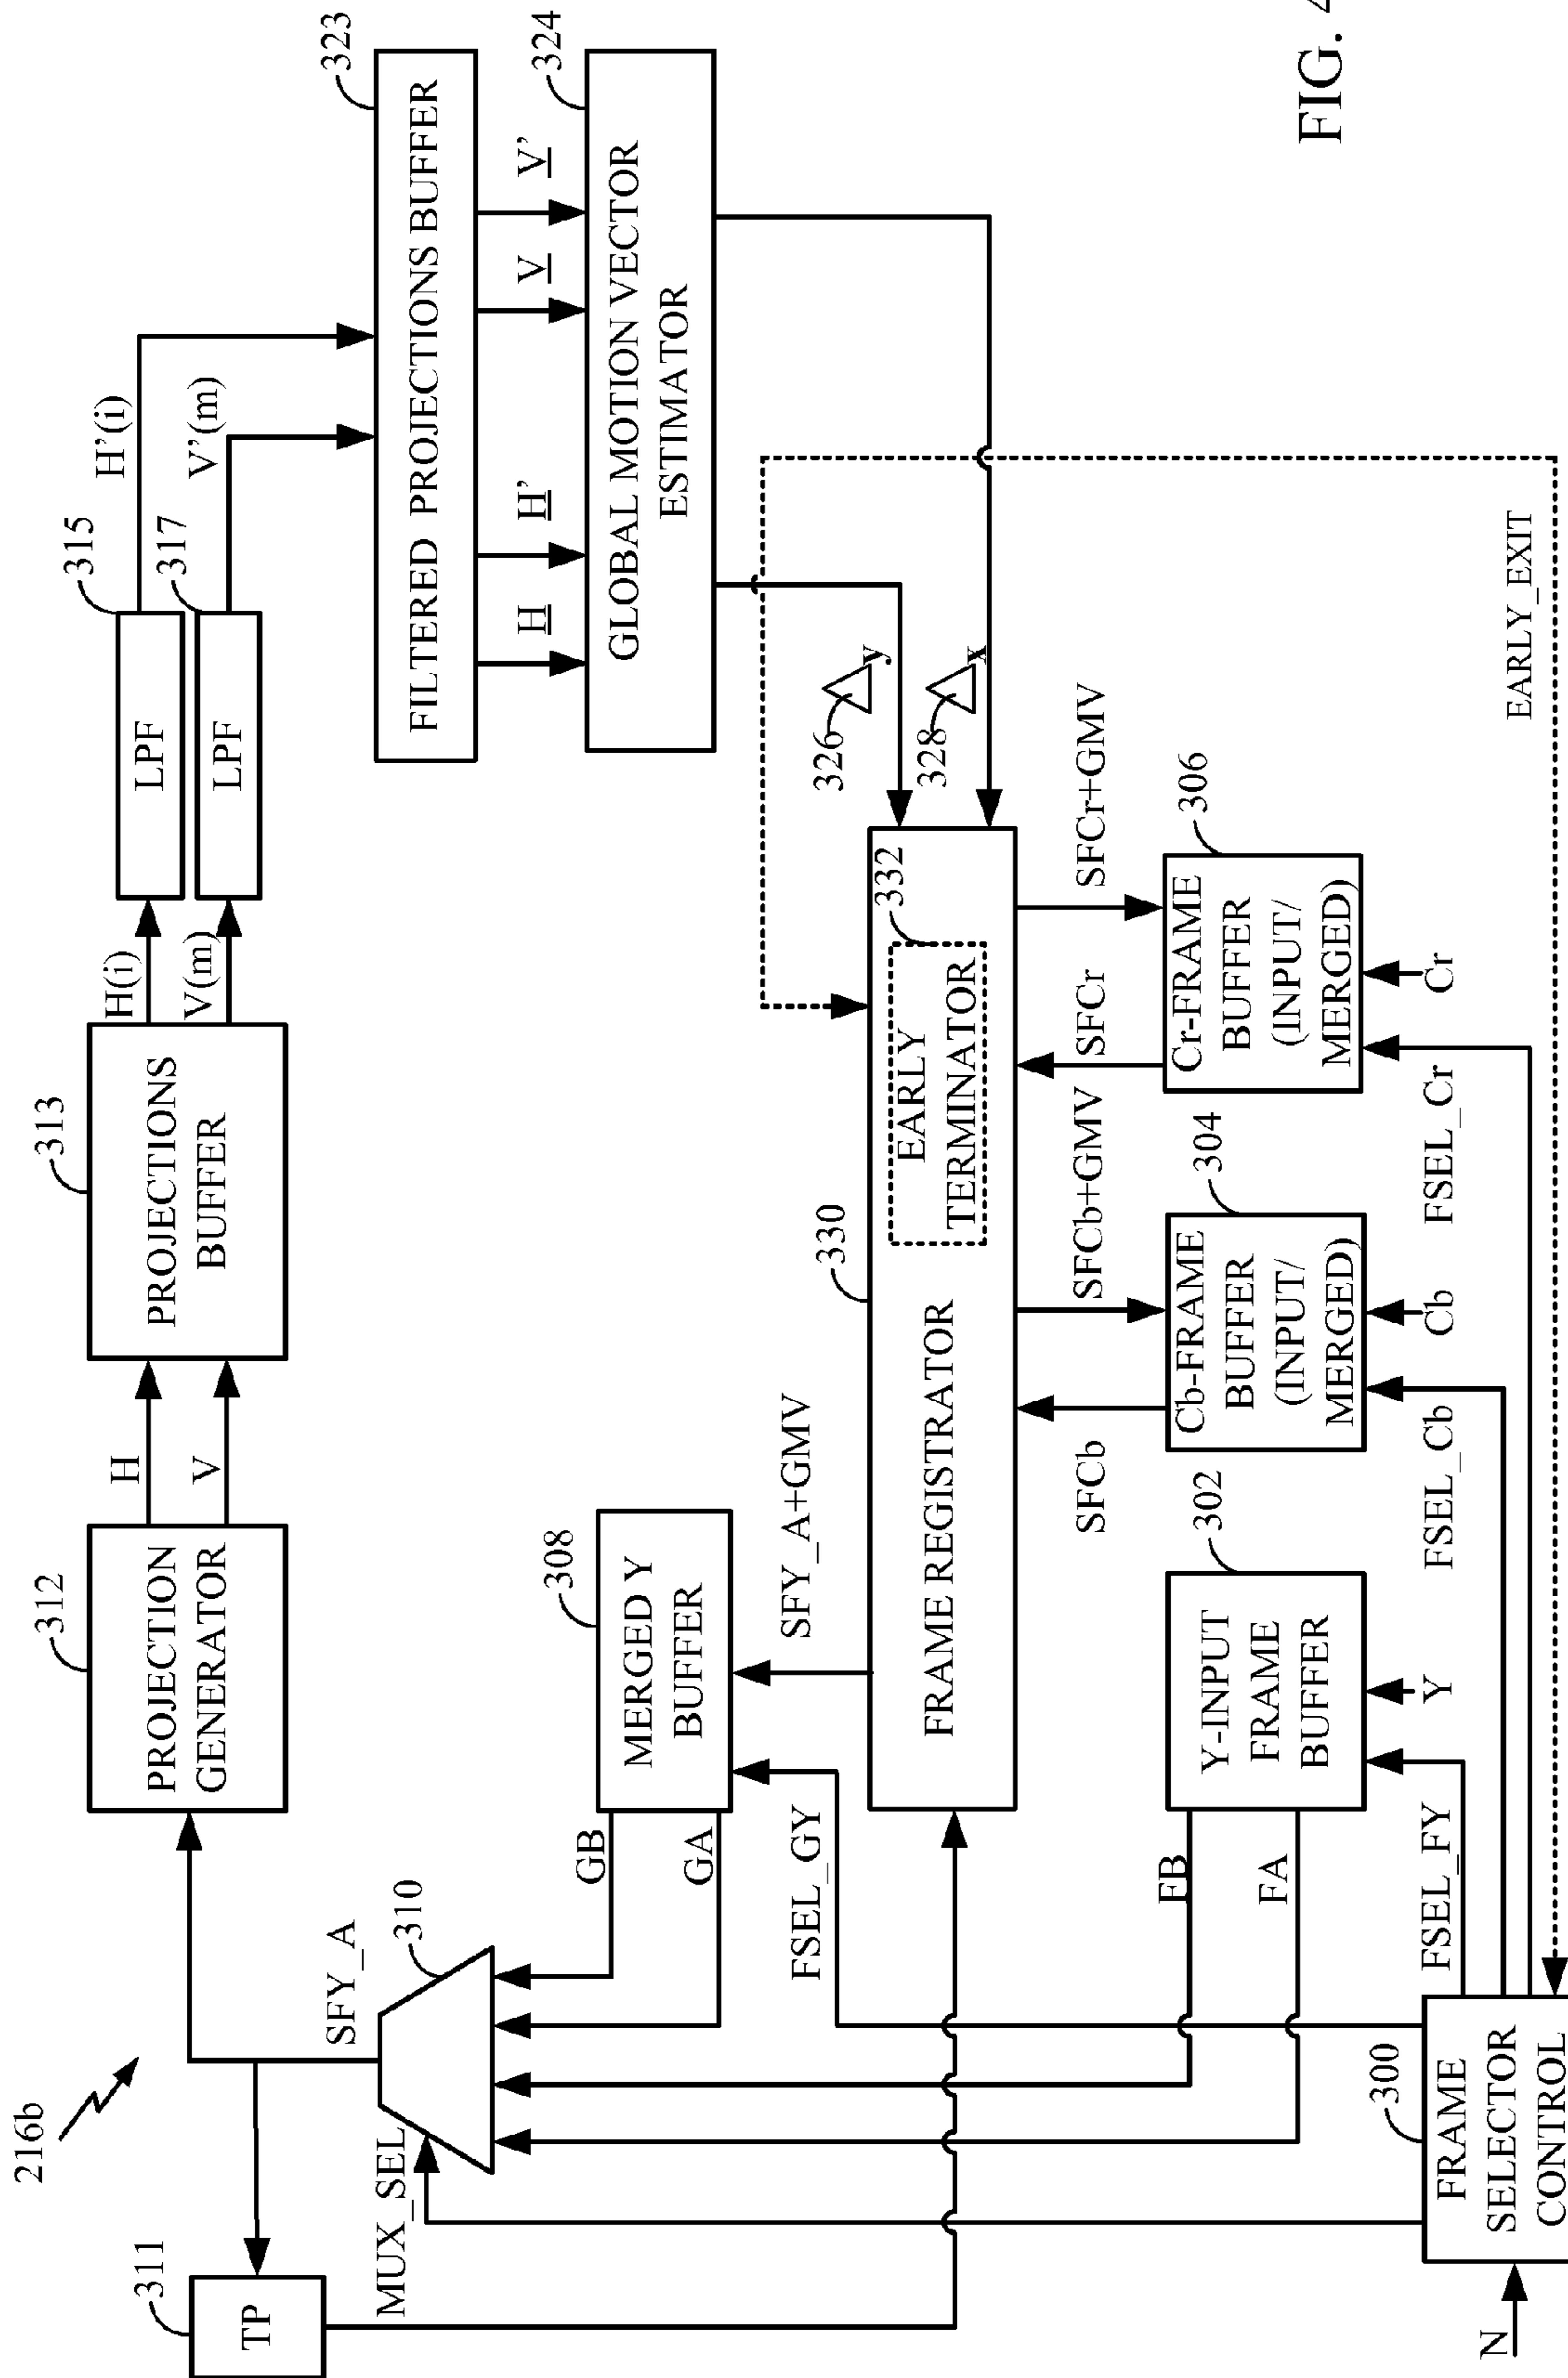 216b
311
TP
SFY_A
310
MUX_SEL
312
PROJECTION
GENERATOR
H
V
313
PROJECTIONS
BUFFER
H(i)
V(m)
315
LPF
317
LPF
H'(i)
V'(m)
323
FILTERED PROJECTIONS BUFFER
H
H'
V
V'
324
GLOBAL MOTION VECTOR
ESTIMATOR
326
△y
328
△x
308
MERGED Y
BUFFER
GB
GA
FSEL_GY
SFY_A+GMV
330
FRAME REGISTRATOR
332
EARLY
TERMINATOR
SFCb
SFCb+GMV
SFCr
SFCr+GMV
302
Y-INPUT
FRAME
BUFFER
FB
FA
304
Cb-FRAME
BUFFER
(INPUT/
MERGED)
306
Cr-FRAME
BUFFER
(INPUT/
MERGED)
FSEL_FY
Y
FSEL_Cb
Cb
FSEL_Cr
Cr
EARLY_EXIT
300
FRAME
SELECTOR
CONTROL
N
FIG. 4